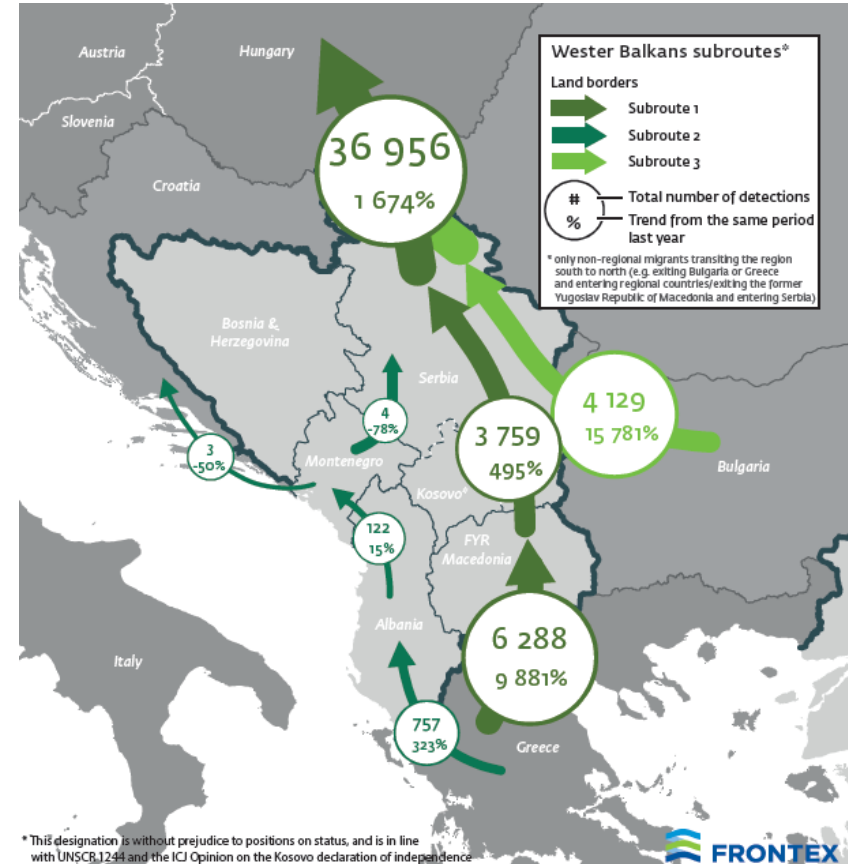 Austria
Hungary
Slovenia
Croatia
Wester Balkans subroutes*
Land borders
Subroute 1
Subroute 2
Subroute 3
#
Total number of detections
%
Trend from the same period
last year
* only non-regional migrants transiting the region
south to north (e.g. exiting Bulgaria or Greece
and entering regional countries/exiting the former
Yugoslav Republic of Macedonia and entering Serbia)
36 956
1 674%
Bosnia &
Herzegovina
Serbia
4
-78%
4 129
15 781%
3 759
495%
3
-50%
Montenegro
Kosovo*
Bulgaria
122
15%
FYR
Macedonia
Albania
6 288
9 881%
Italy
757
323%
Greece
* This designation is without prejudice to positions on status, and is in line
with UNSCR 1244 and the ICJ Opinion on the Kosovo declaration of independence
FRONTEX